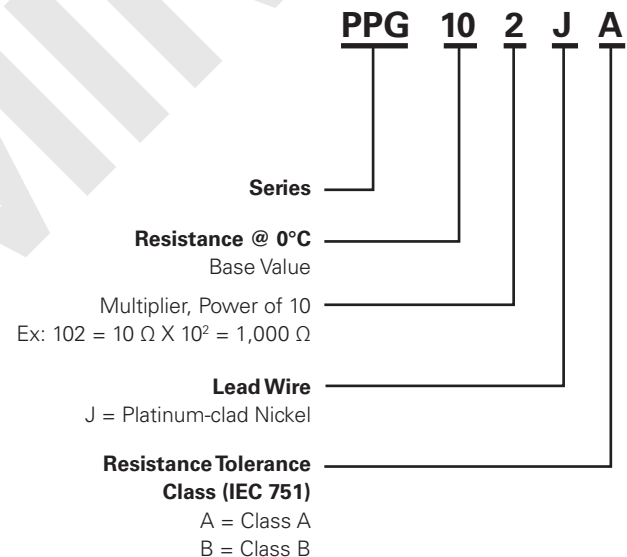 PPG 10 2 J A
Series
Resistance @ 0°C
Base Value
Multiplier, Power of 10
Ex: 102 = 10 Ω X 10² = 1,000 Ω
Lead Wire
J = Platinum-clad Nickel
Resistance Tolerance
Class (IEC 751)
A = Class A
B = Class B